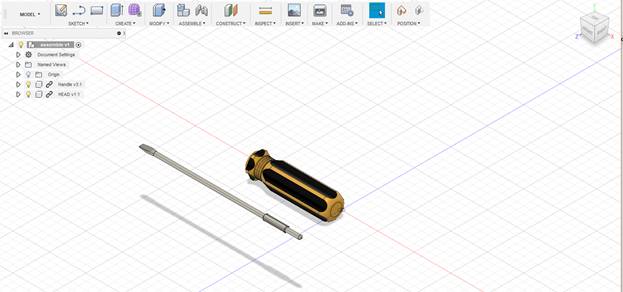 MODEL ▾
SKETCH ▾
CREATE ▾
MODIFY ▾
ASSEMBLE ▾
CONSTRUCT ▾
INSPECT ▾
INSERT ▾
MAKE ▾
ADD-INS ▾
SELECT ▾
POSITION ▾
BROWSER
assemble v1
Document Settings
Named Views
Origin
Handle v3:1
HEAD v1:1
Z
X